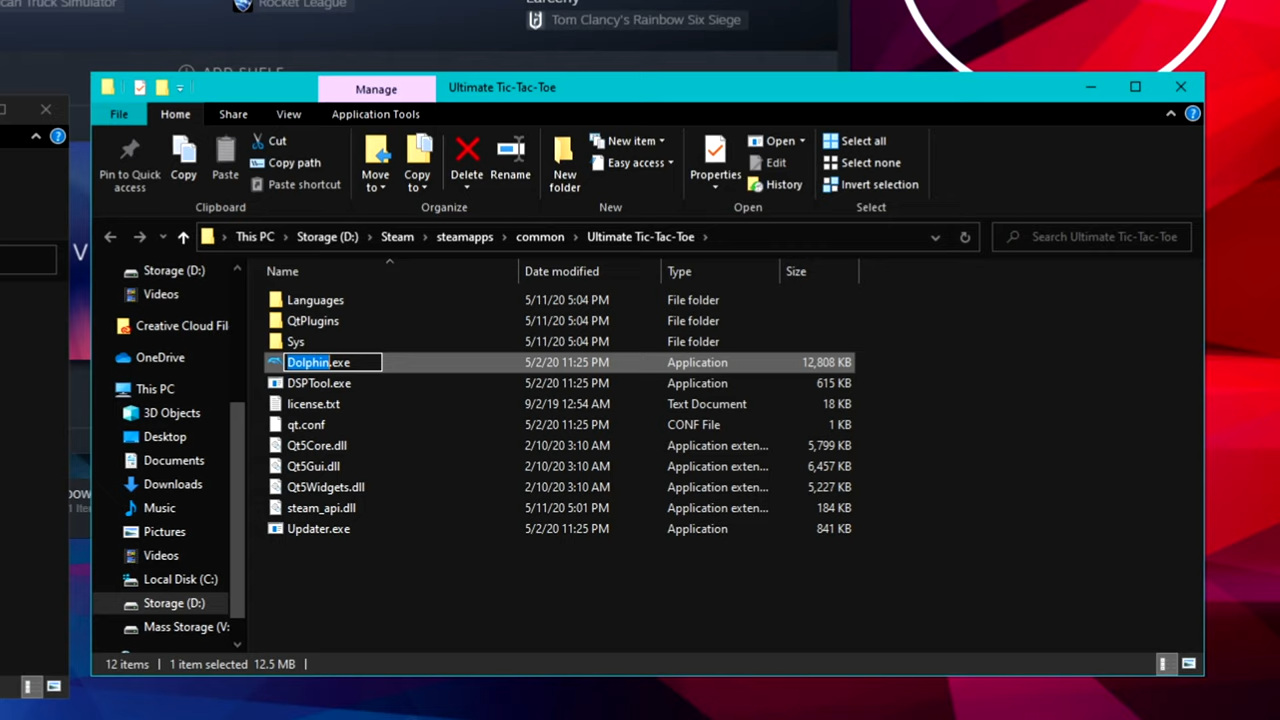 can Truck Simulator
Rocket League
Larceny
Tom Clancy's Rainbow Six Siege
ADD SHELF
Manage
Ultimate Tic-Tac-Toe
File
Home
Share
View
Application Tools
Pin to Quick access
Copy
Paste
Cut
Copy path
Paste shortcut
Clipboard
Move to
Copy to
Delete
Rename
Organize
New folder
New item
Easy access
New
Properties
Open
Edit
History
Open
Select all
Select none
Invert selection
Select
This PC > Storage (D:) > Steam > steamapps > common > Ultimate Tic-Tac-Toe >
Search Ultimate Tic-Tac-Toe
Storage (D:)
Videos
Creative Cloud Fil
OneDrive
This PC
3D Objects
Desktop
Documents
Downloads
Music
Pictures
Videos
Local Disk (C:)
Storage (D:)
Mass Storage (V:
Name Date modified Type Size
Languages 5/11/20 5:04 PM File folder
QtPlugins 5/11/20 5:04 PM File folder
Sys 5/11/20 5:04 PM File folder
Dolphin.exe 5/2/20 11:25 PM Application 12,808 KB
DSPTool.exe 5/2/20 11:25 PM Application 615 KB
license.txt 9/2/19 12:54 AM Text Document 18 KB
qt.conf 5/2/20 11:25 PM CONF File 1 KB
Qt5Core.dll 2/10/20 3:10 AM Application exten... 5,799 KB
Qt5Gui.dll 2/10/20 3:10 AM Application exten... 6,457 KB
Qt5Widgets.dll 2/10/20 3:10 AM Application exten... 5,227 KB
steam_api.dll 5/11/20 5:01 PM Application exten... 184 KB
Updater.exe 5/2/20 11:25 PM Application 841 KB
12 items | 1 item selected 12.5 MB |